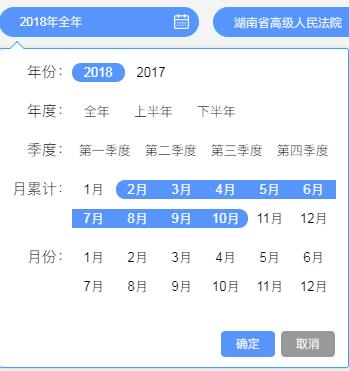 2018年全年 湖南省高级人民法院
年份： 2018 2017
年度： 全年 上半年 下半年
季度： 第一季度 第二季度 第三季度 第四季度
月累计： 1月 2月 3月 4月 5月 6月
7月 8月 9月 10月 11月 12月
月份： 1月 2月 3月 4月 5月 6月
7月 8月 9月 10月 11月 12月
确定 取消